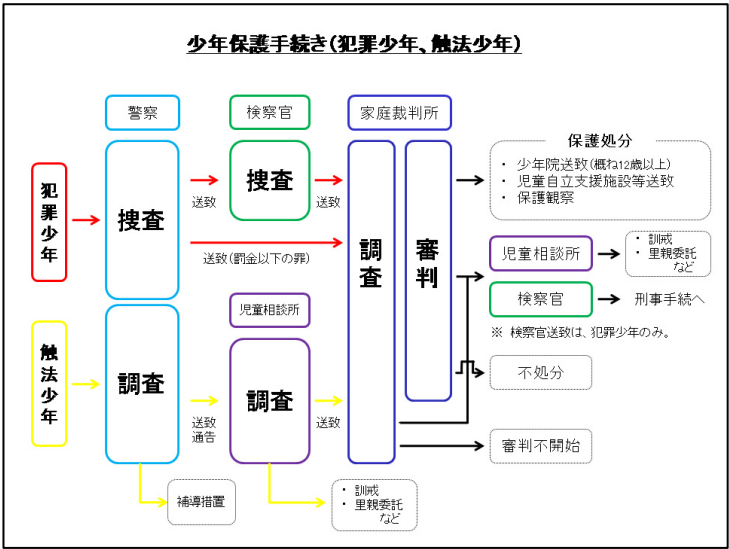 少年保護手続き(犯罪少年、触法少年)
警察
検察官
家庭裁判所
犯罪少年
捜査
送致
捜査
送致
送致(罰金以下の罪)
調査
審判
保護処分
・ 少年院送致(概ね12歳以上)
・ 児童自立支援施設等送致
・ 保護観察
児童相談所
・ 訓戒
・ 里親委託
など
検察官
刑事手続へ
※ 検察官送致は、犯罪少年のみ。
不処分
審判不開始
触法少年
調査
送致
通告
児童相談所
調査
送致
補導措置
・ 訓戒
・ 里親委託
など